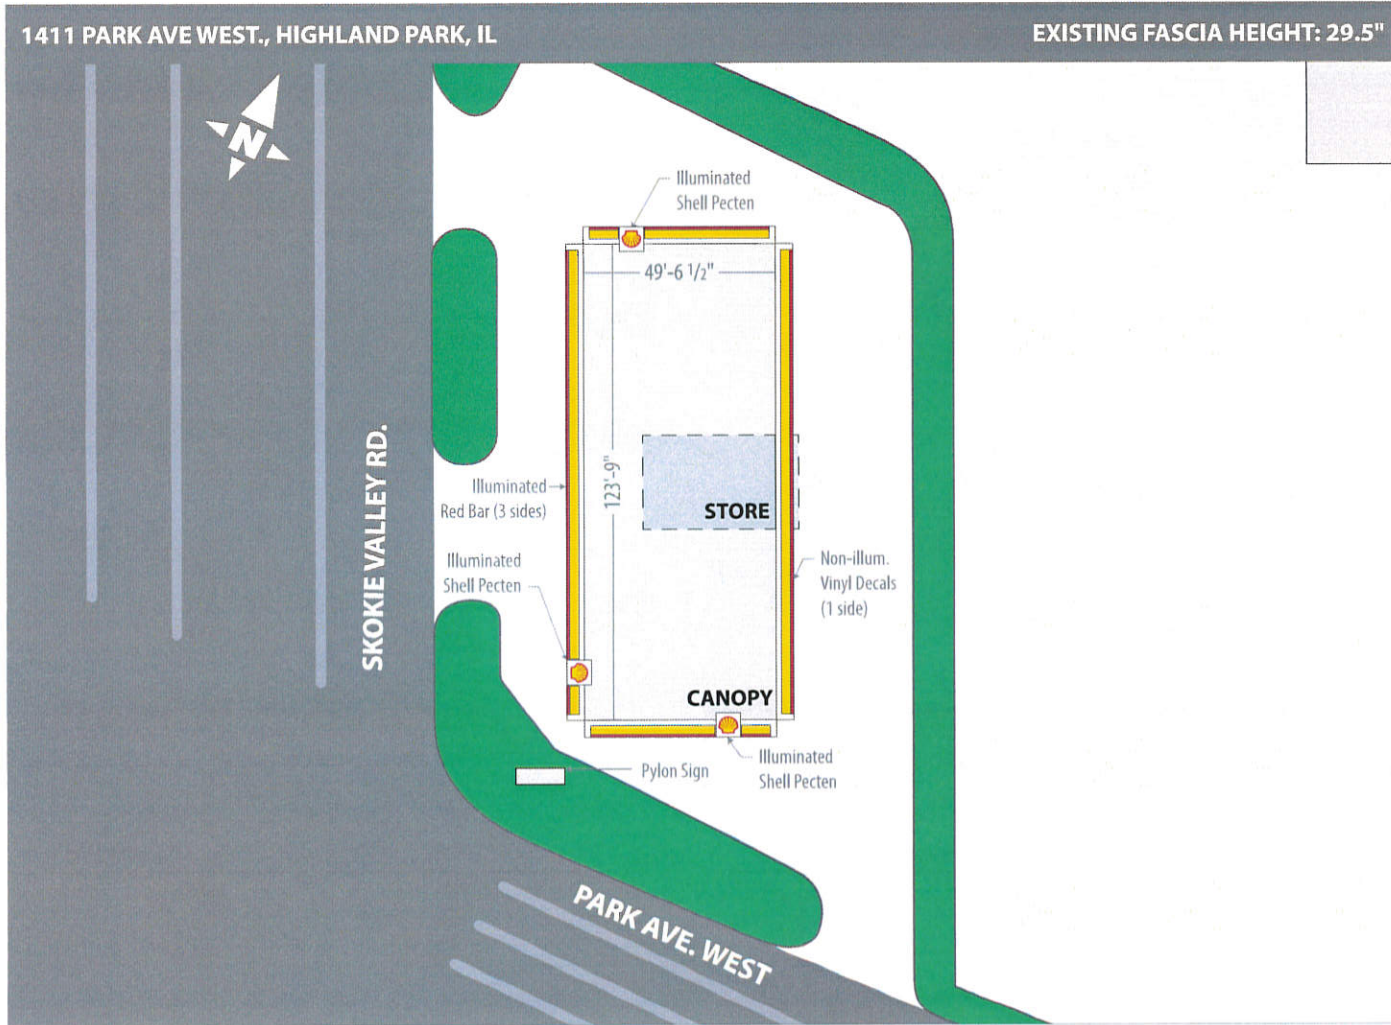 1411 PARK AVE WEST., HIGHLAND PARK, IL
EXISTING FASCIA HEIGHT: 29.5"
N
Illuminated
Shell Pecten
49'-6 1/2"
123'-9"
SKOKIE VALLEY RD.
Illuminated
Red Bar (3 sides)
STORE
Illuminated
Shell Pecten
Non-illum.
Vinyl Decals
(1 side)
CANOPY
Pylon Sign
Illuminated
Shell Pecten
PARK AVE. WEST